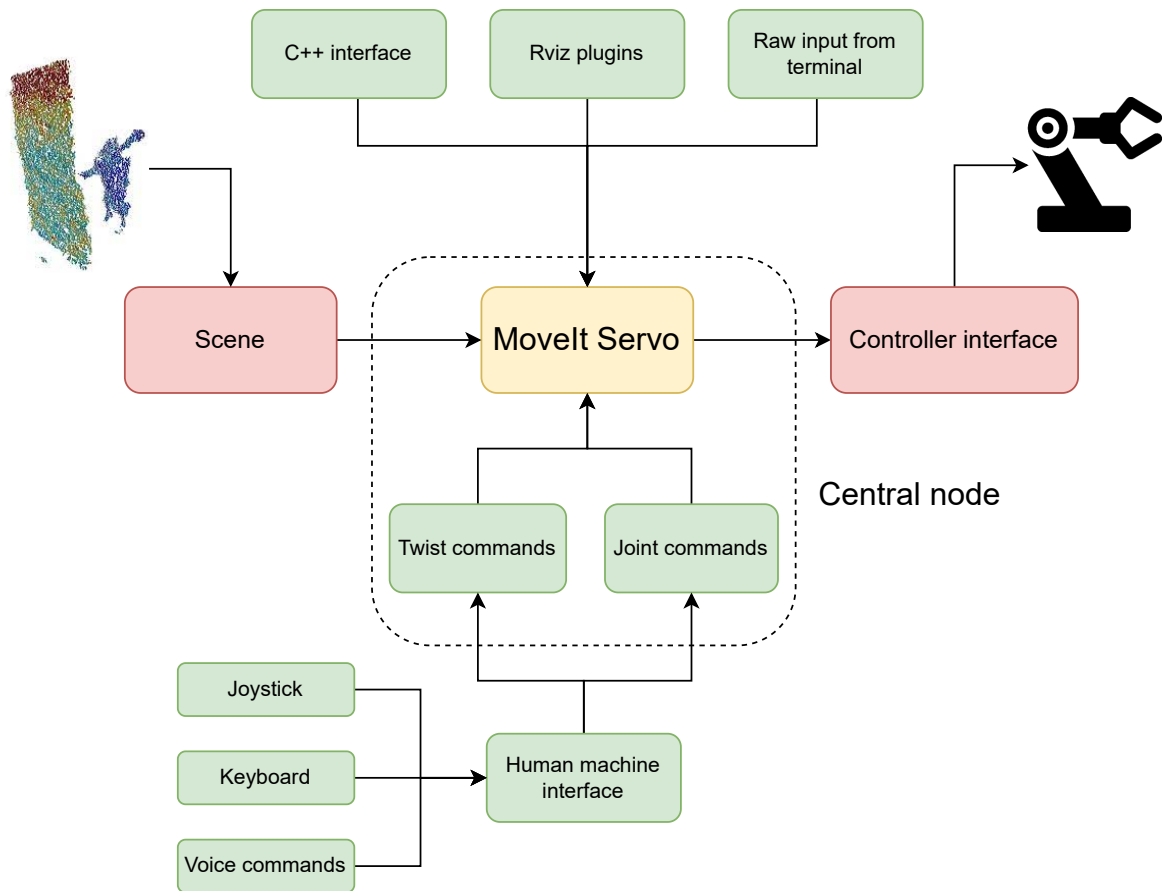 C++ interface
Rviz plugins
Raw input from
terminal
Scene
MoveIt Servo
Controller interface
Central node
Twist commands
Joint commands
Joystick
Keyboard
Voice commands
Human machine
interface